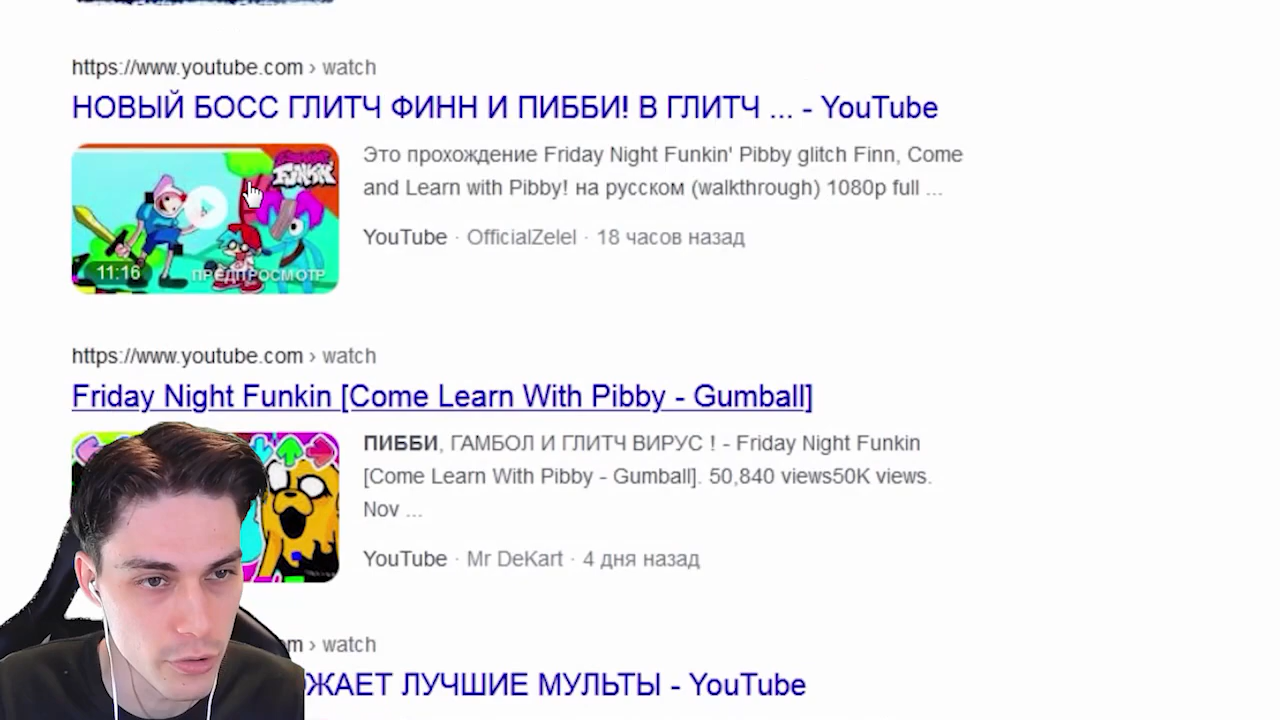 https://www.youtube.com › watch
НОВЫЙ БОСС ГЛИТЧ ФИНН И ПИББИ! В ГЛИТЧ ... - YouTube
Это прохождение Friday Night Funkin' Pibby glitch Finn, Come
and Learn with Pibby! на русском (walkthrough) 1080p full ...
FUNKIN
11:16
ПРЕДПРОСМОТР
YouTube · OfficialZelel · 18 часов назад
https://www.youtube.com › watch
Friday Night Funkin [Come Learn With Pibby - Gumball]
ПИББИ, ГАМБОЛ И ГЛИТЧ ВИРУС ! - Friday Night Funkin
[Come Learn With Pibby - Gumball]. 50,840 views50K views.
Nov ...
YouTube · Mr DeKart · 4 дня назад
› watch
ЛУЧШИЕ МУЛЬТЫ - YouTube